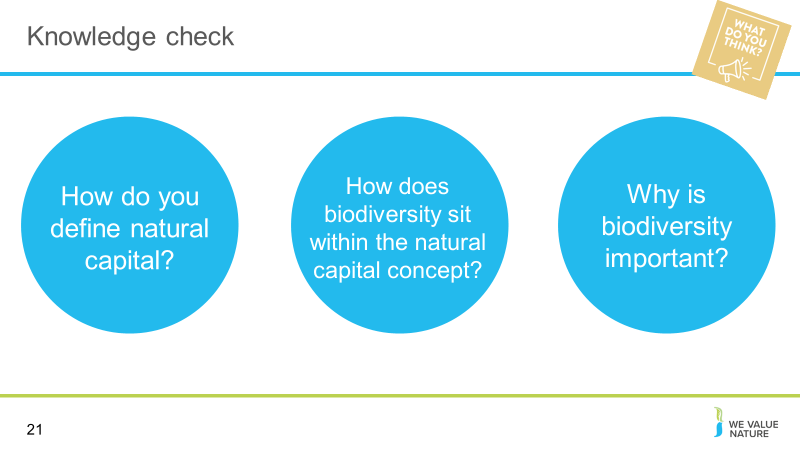 Knowledge check
WHAT
DO YOU
THINK?
How do you
define natural
capital?
How does
biodiversity sit
within the natural
capital concept?
Why is
biodiversity
important?
21
WE VALUE
NATURE